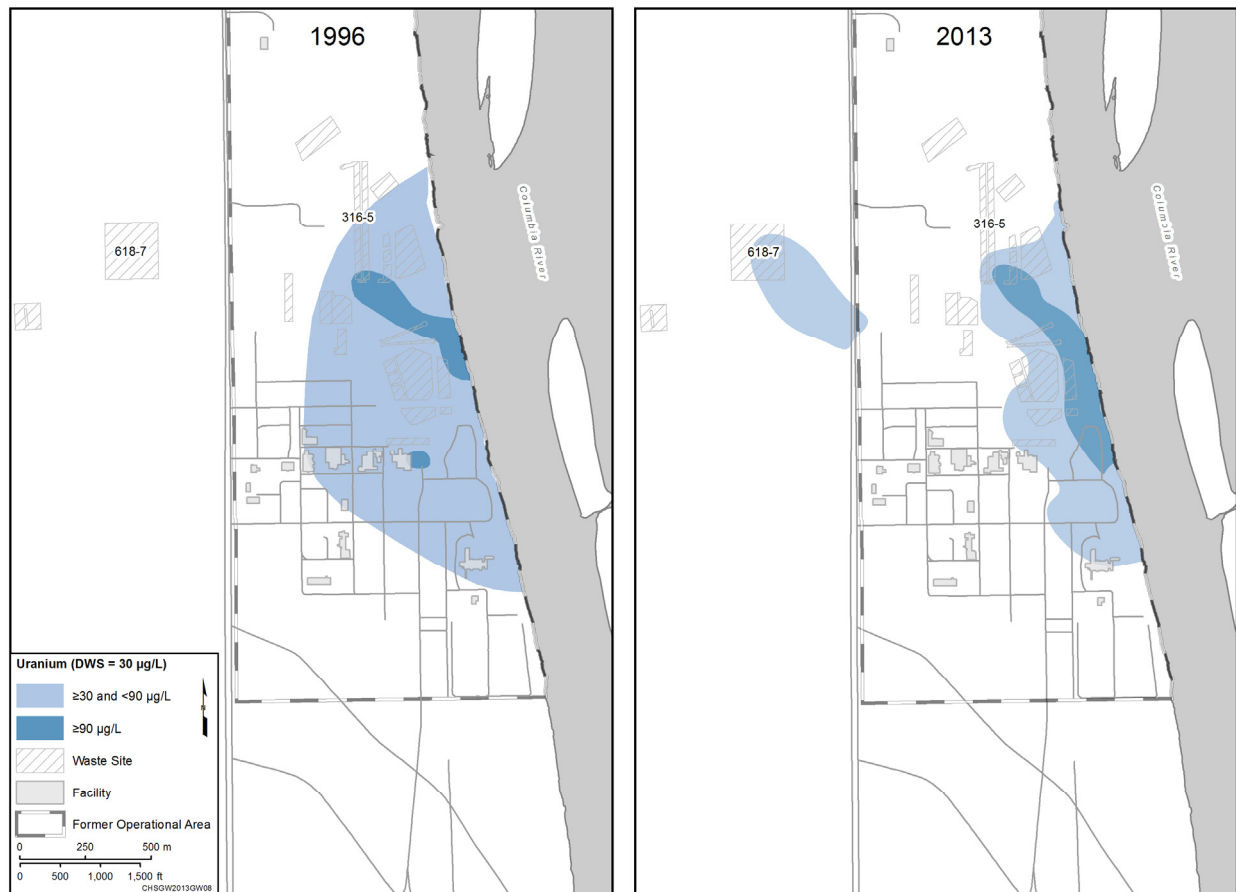 1996
316-5
618-7
Columbia River
Uranium (DWS = 30 µg/L)
≥30 and <90 µg/L
≥90 µg/L
N
Waste Site
Facility
Former Operational Area
0 250 500 m
0 500 1,000 1,500 ft
CHSGW2013GW08
2013
316-5
618-7
Columbia River